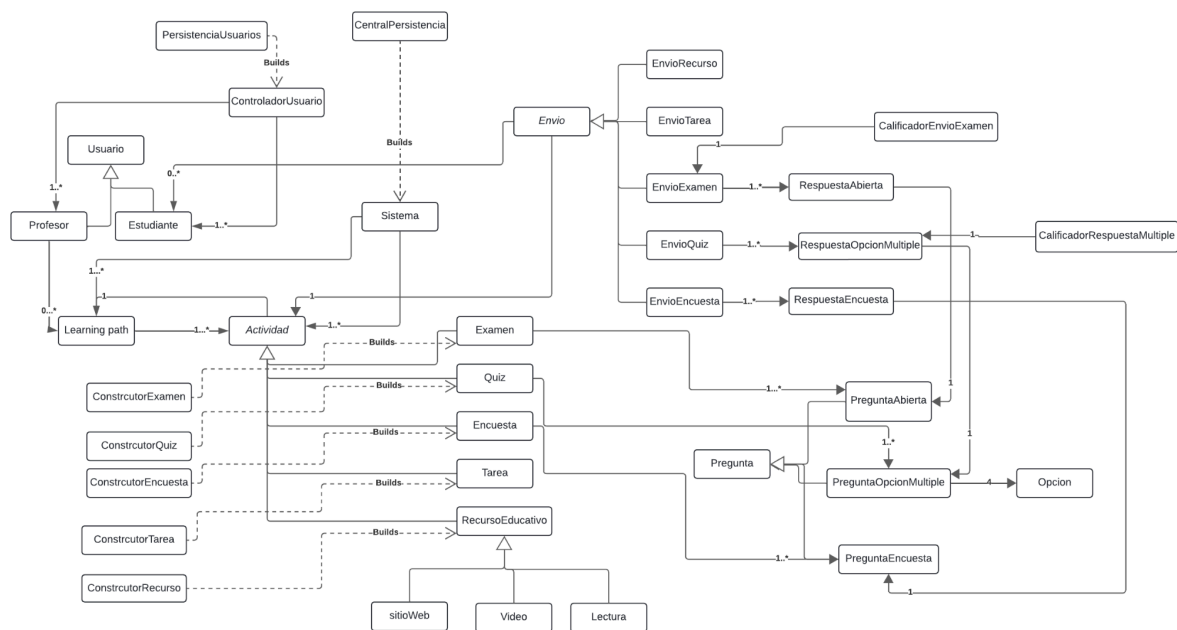 CentralPersistencia
PersistenciaUsuarios
Builds
EnvioRecurso
ControladorUsuario
Envio
EnvioTarea
CalificadorEnvioExamen
Usuario
Builds
1
0..*
1..*
EnvioExamen
1..*
RespuestaAbierta
Profesor
Estudiante
1..*
Sistema
CalificadorRespuestaMultiple
1
EnvioQuiz
1..*
RespuestaOpcionMultiple
1...*
1
1
EnvioEncuesta
1..*
RespuestaEncuesta
0...*
Learning path
1...*
Actividad
1..*
Examen
Builds
Quiz
Builds
1...*
1
ConstrcutorExamen
PreguntaAbierta
Encuesta
Builds
1..*
1
ConstrcutorQuiz
Pregunta
Tarea
Builds
ConstrcutorEncuesta
PreguntaOpcionMultiple
4
Opcion
RecursoEducativo
Builds
ConstrcutorTarea
1..*
PreguntaEncuesta
ConstrcutorRecurso
1
sitioWeb
Video
Lectura